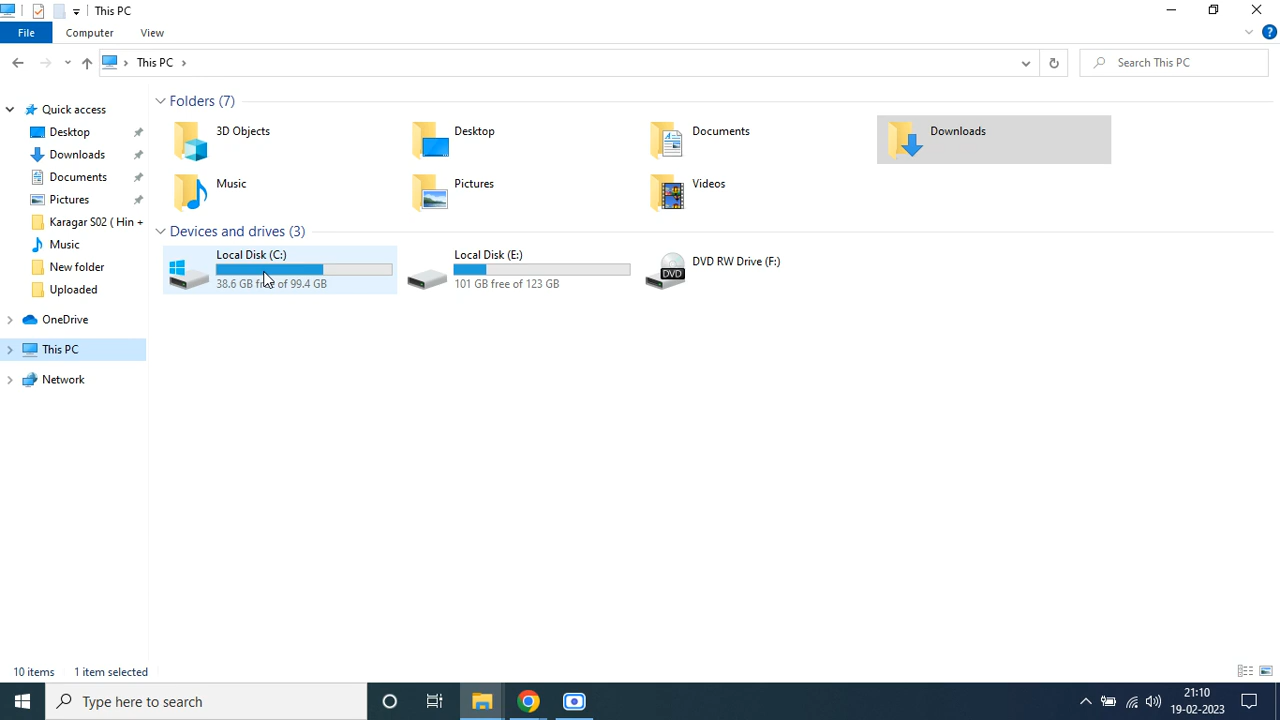 This PC
File Computer View
This PC
Search This PC
Quick access
Desktop
Downloads
Documents
Pictures
Karagar S02 ( Hin +
Music
New folder
Uploaded
OneDrive
This PC
Network
Folders (7)
3D Objects
Desktop
Documents
Downloads
Music
Pictures
Videos
Devices and drives (3)
Local Disk (C:)
38.6 GB free of 99.4 GB
Local Disk (E:)
101 GB free of 123 GB
DVD
DVD RW Drive (F:)
10 items 1 item selected
Type here to search
21:10
19-02-2023